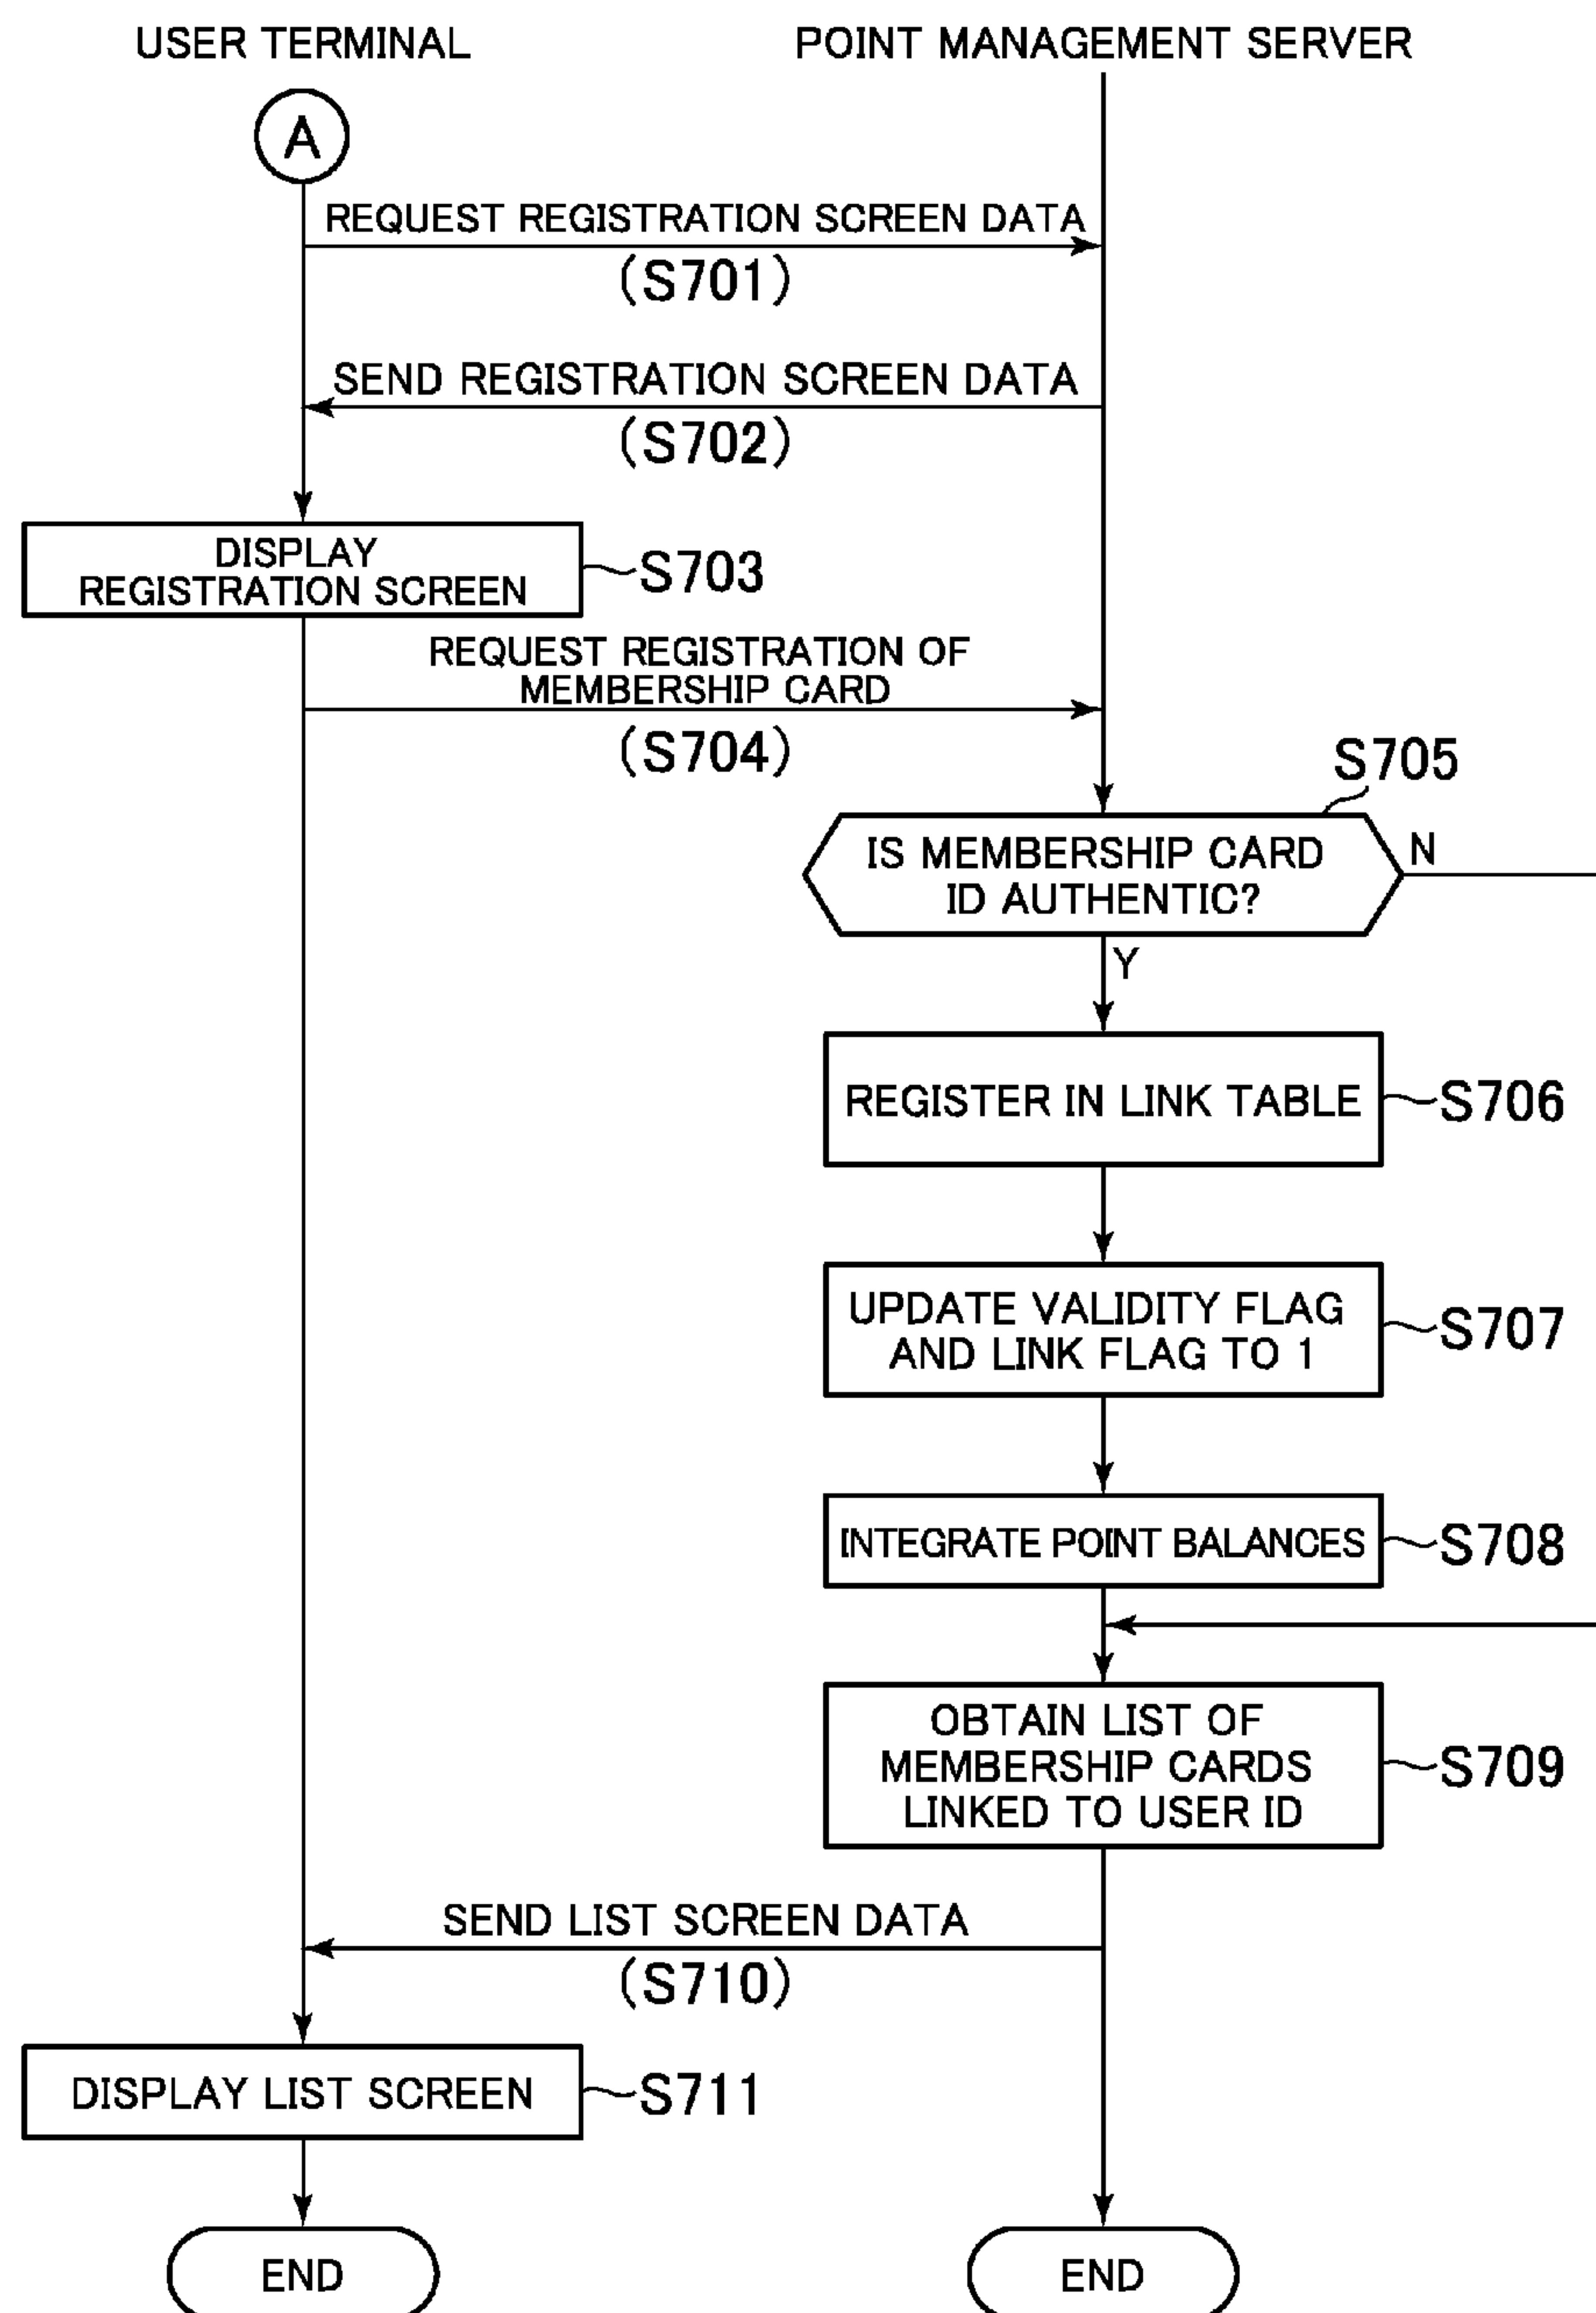 USER TERMINAL
POINT MANAGEMENT SERVER
A
REQUEST REGISTRATION SCREEN DATA
(S701)
SEND REGISTRATION SCREEN DATA
(S702)
DISPLAY
REGISTRATION SCREEN
S703
REQUEST REGISTRATION OF
MEMBERSHIP CARD
(S704)
S705
IS MEMBERSHIP CARD
ID AUTHENTIC?
N
Y
REGISTER IN LINK TABLE
S706
UPDATE VALIDITY FLAG
AND LINK FLAG TO 1
S707
INTEGRATE POINT BALANCES
S708
OBTAIN LIST OF
MEMBERSHIP CARDS
LINKED TO USER ID
S709
SEND LIST SCREEN DATA
(S710)
DISPLAY LIST SCREEN
S711
END
END